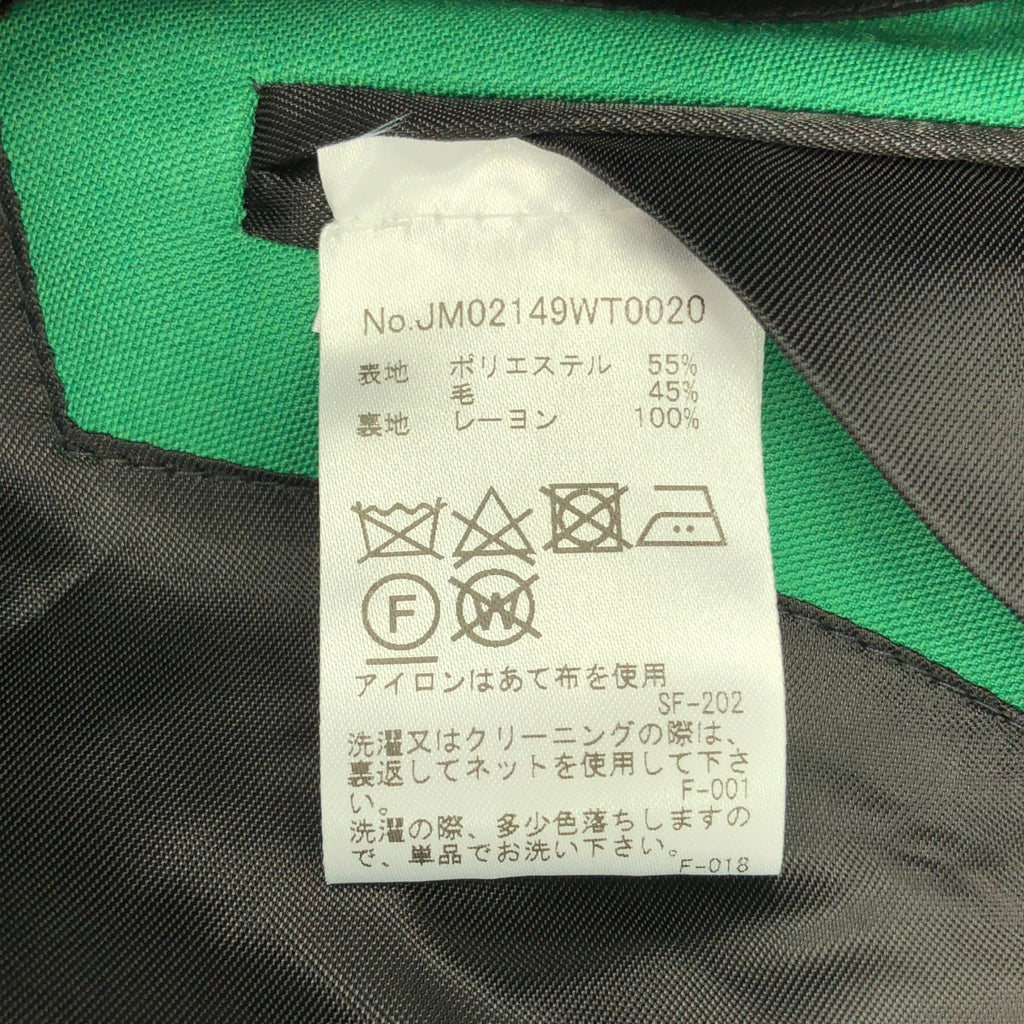 No.JM02149WT0020
表地 ポリエステル 55%
毛 45%
裏地 レーヨン 100%
F W
アイロンはあて布を使用
SF-202
洗濯又はクリーニングの際は、
裏返してネットを使用して下さ
い。 F-001
洗濯の際、多少色落ちしますの
で、単品でお洗い下さい。
F-018